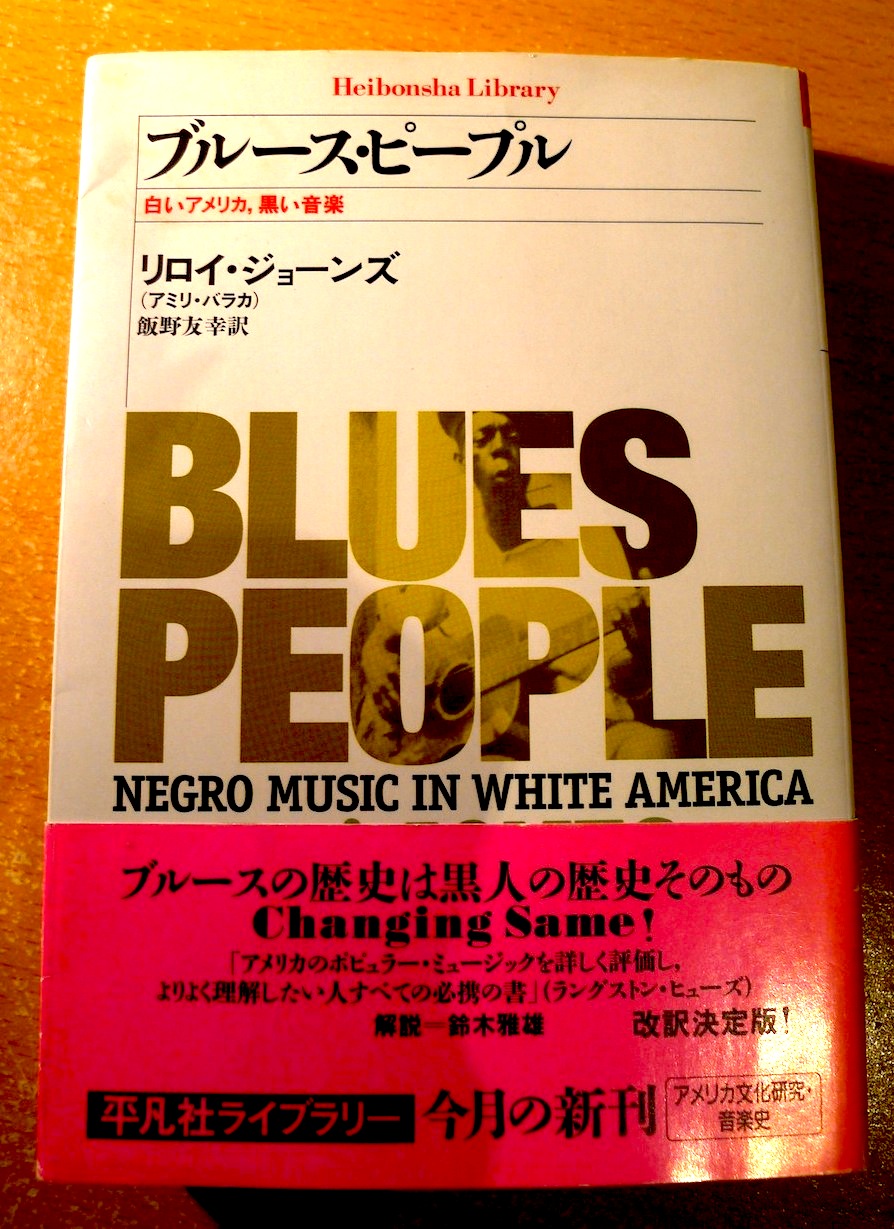 Heibonsha Library
ブルース・ピープル
白いアメリカ, 黒い音楽
リロイ・ジョーンズ
(アミリ・バラカ)
飯野友幸訳
BLUES
PEOPLE
NEGRO MUSIC IN WHITE AMERICA
ブルースの歴史は黒人の歴史そのもの
Changing Same!
「アメリカのポピュラー・ミュージックを詳しく評価し,
よりよく理解したい人すべての必携の書」(ラングストン・ヒューズ)
解説=鈴木雅雄
改訳決定版!
平凡社ライブラリー 今月の新刊
アメリカ文化研究・
音楽史